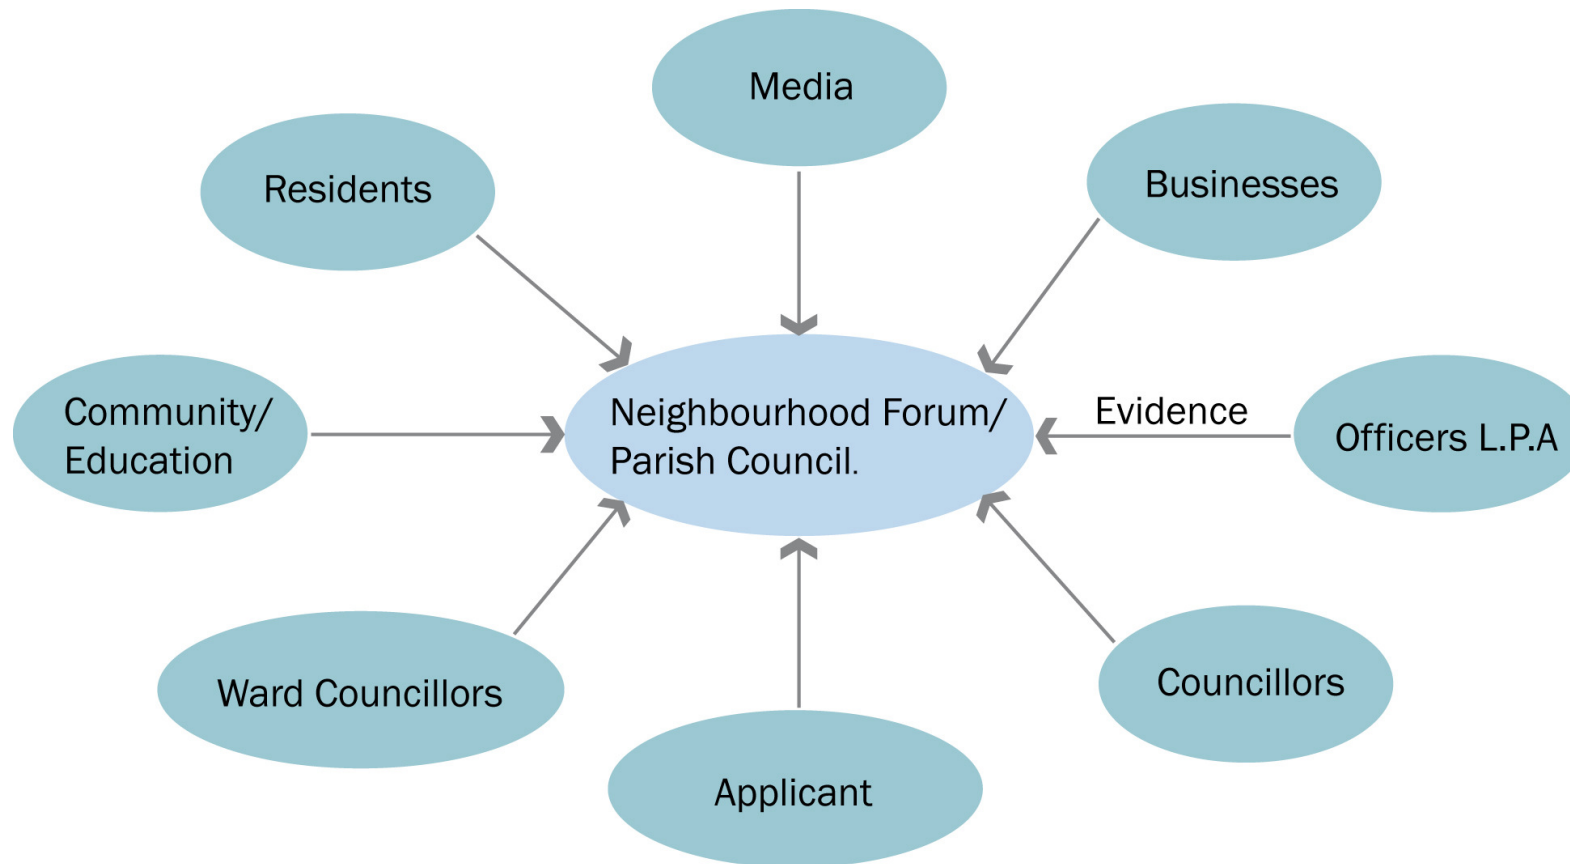 Media
Residents
Businesses
Community/
Education
Neighbourhood Forum/
Parish Council.
Evidence
Officers L.P.A
Ward Councillors
Councillors
Applicant